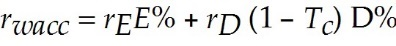 r_wacc = r_E E% + r_D (1 – T_c) D%